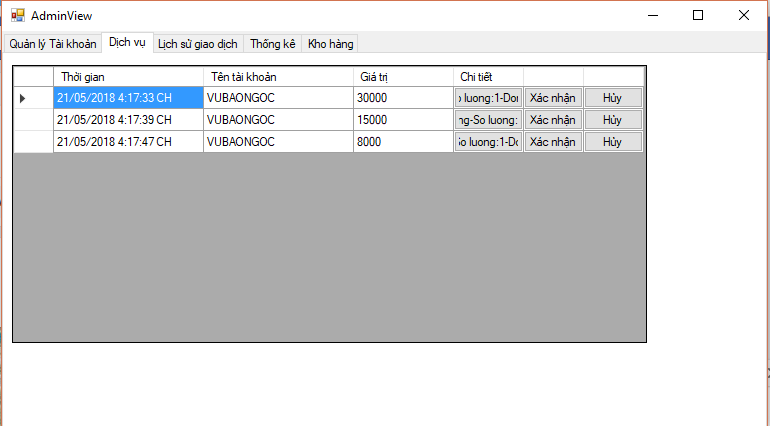 AdminView
Quản lý Tài khoản Dịch vụ Lịch sử giao dịch Thống kê Kho hàng
Thời gian Tên tài khoản Giá trị Chi tiết
21/05/2018 4:17:33 CH VUBAONGOC 30000 luong:1-Do Xác nhận Hủy
21/05/2018 4:17:39 CH VUBAONGOC 15000 ng-So luong: Xác nhận Hủy
21/05/2018 4:17:47 CH VUBAONGOC 8000 So luong:1-Do Xác nhận Hủy